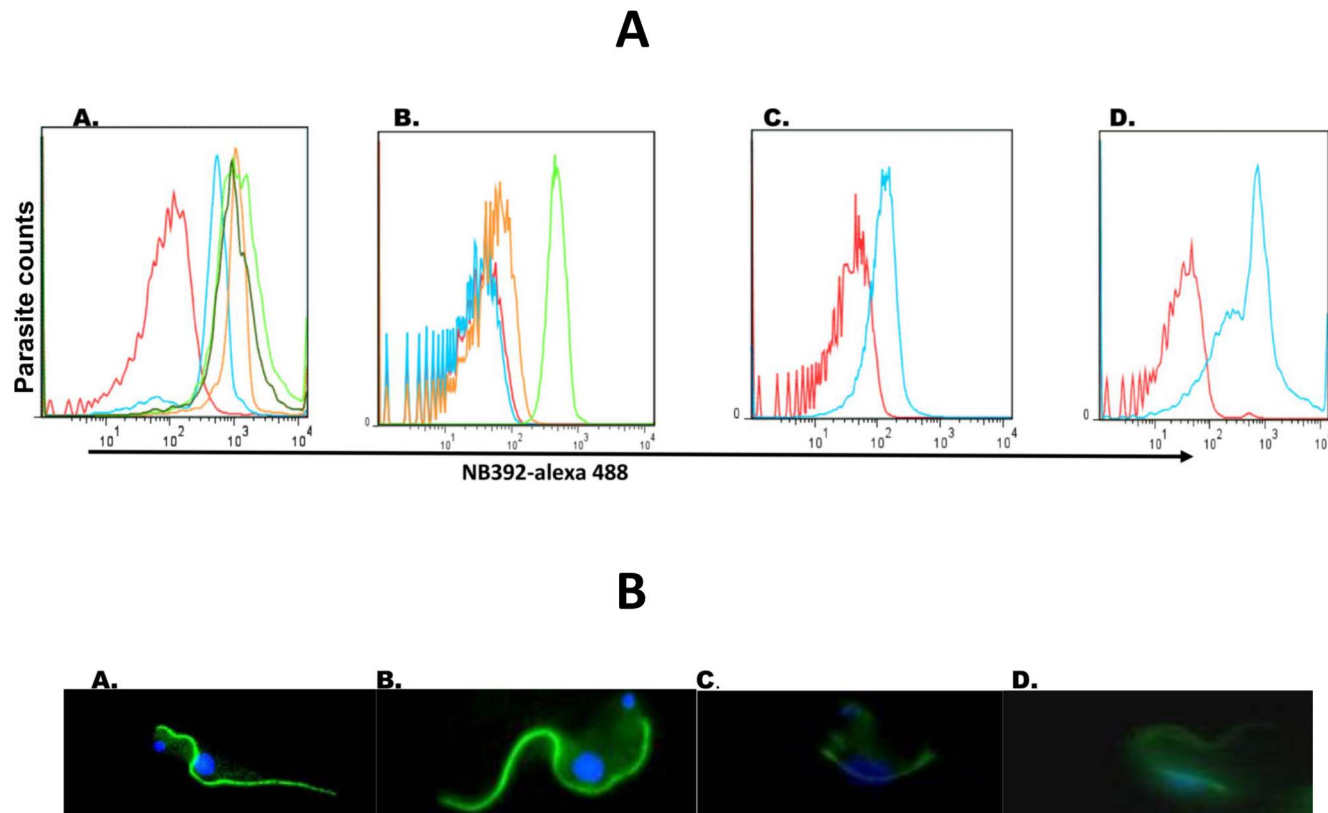 A
A. B. C. D.
Parasite counts
0 0 0
10¹ 10² 10³ 10⁴ 10¹ 10² 10³ 10⁴ 10¹ 10² 10³ 10⁴ 10¹ 10² 10³
NB392-alexa 488
B
A. B. C. D.